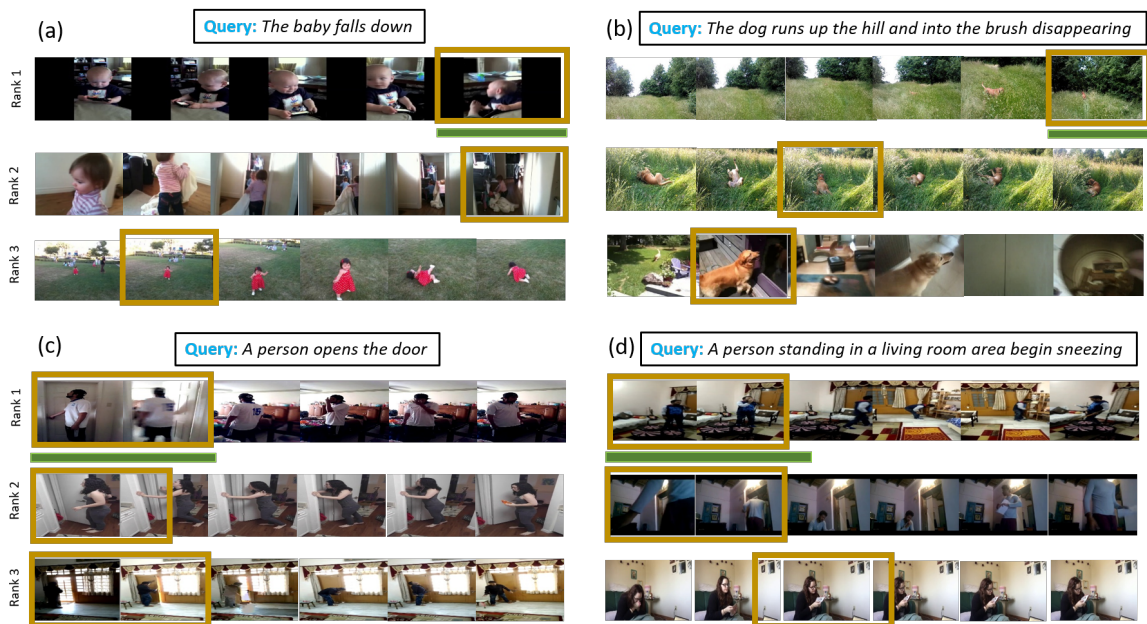 (a)
Query: The baby falls down
Rank 1
Rank 2
Rank 3
(b)
Query: The dog runs up the hill and into the brush disappearing
(c)
Query: A person opens the door
Rank 1
Rank 2
Rank 3
(d)
Query: A person standing in a living room area begin sneezing